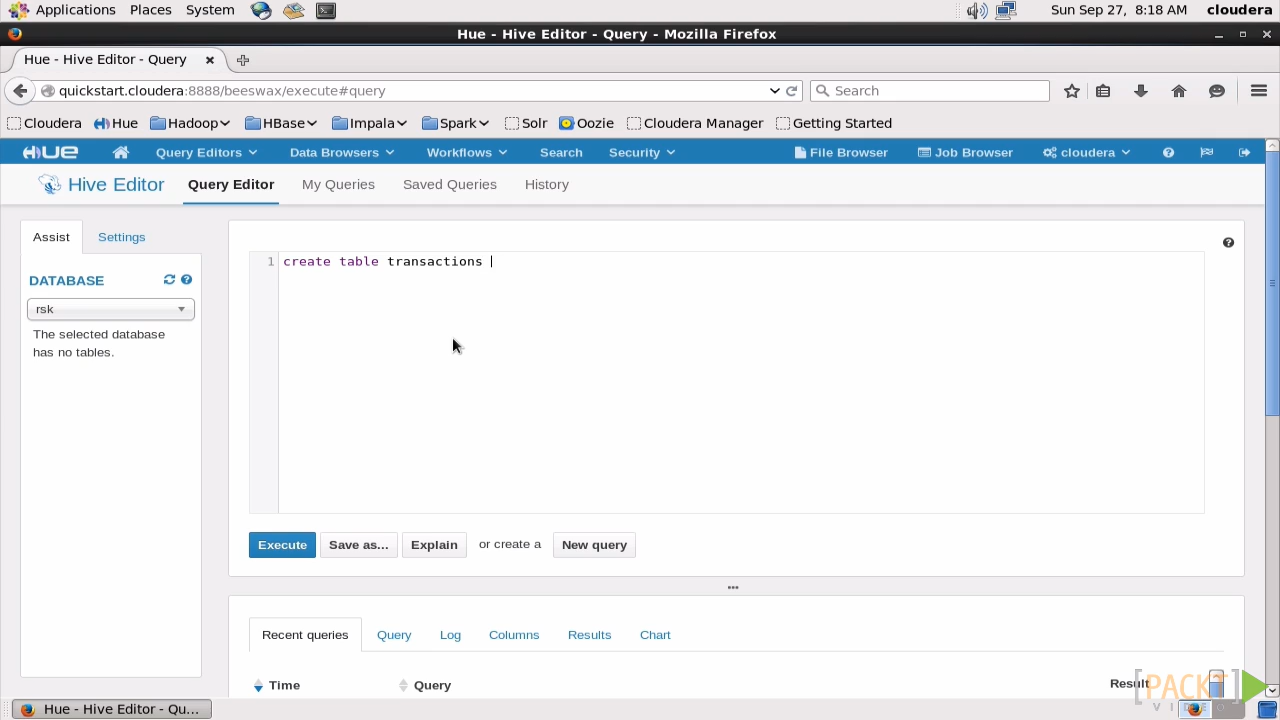 Applications Places System Sun Sep 27, 8:18 AM cloudera
Hue - Hive Editor - Query - Mozilla Firefox
Hue - Hive Editor - Query
quickstart.cloudera:8888/beeswax/execute#query Search
Cloudera Hue Hadoop HBase Impala Spark Solr Oozie Cloudera Manager Getting Started
HUE Query Editors Data Browsers Workflows Search Security File Browser Job Browser cloudera
Hive Editor Query Editor My Queries Saved Queries History
Assist Settings
DATABASE
rsk
The selected database
has no tables.
1 create table transactions
Execute Save as... Explain or create a New query
Recent queries Query Log Columns Results Chart
Time Query Result
PACKT
VIDEO
Hue - Hive Editor - Qu...